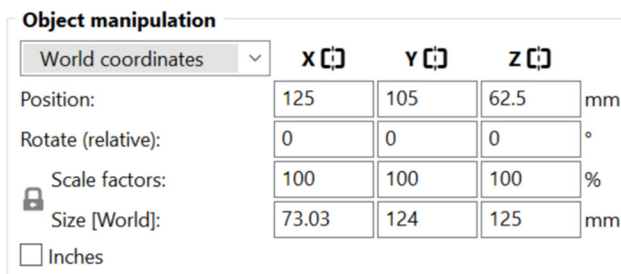 Object manipulation
World coordinates X Y Z
Position: 125 105 62.5 mm
Rotate (relative): 0 0 0 °
Scale factors: 100 100 100 %
Size [World]: 73.03 124 125 mm
Inches